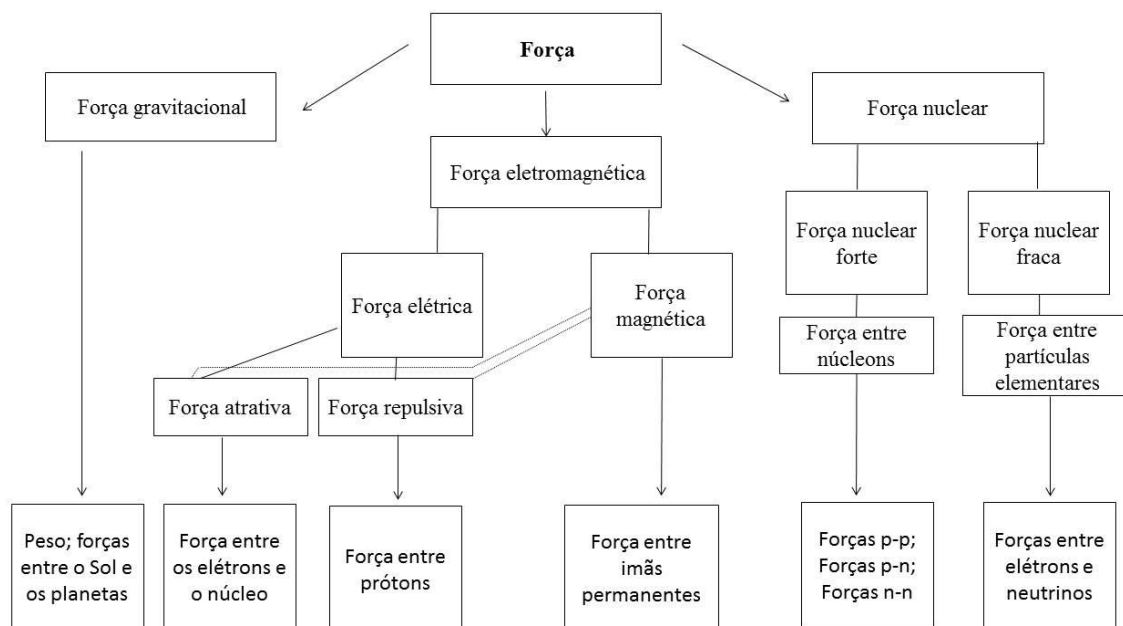 Força
Força gravitacional
Força nuclear
Força eletromagnética
Força nuclear
forte
Força nuclear
fraca
Força elétrica
Força
magnética
Força entre
núcleons
Força entre
partículas
elementares
Força atrativa
Força repulsiva
Peso; forças
entre o Sol e
os planetas
Força entre
os elétrons e
o núcleo
Força entre
prótons
Força entre
imãs
permanentes
Forças p-p;
Forças p-n;
Forças n-n
Forças entre
elétrons e
neutrinos